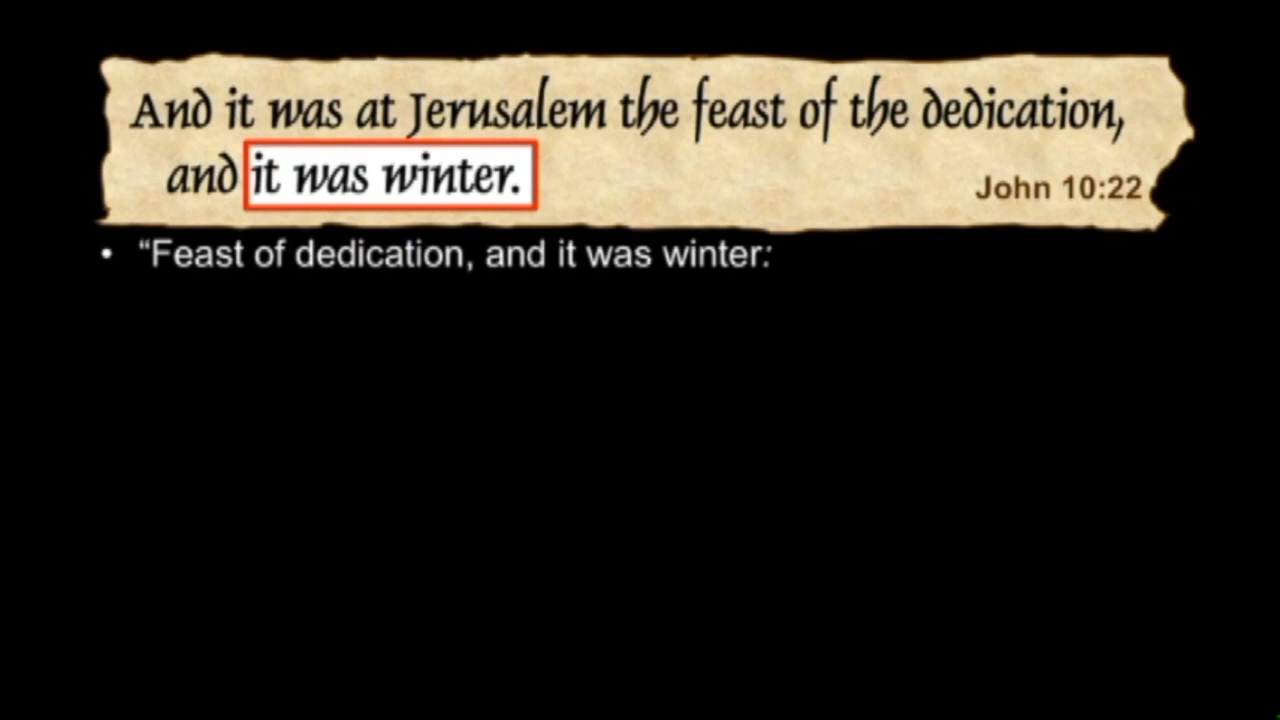 And it was at Jerusalem the feast of the dedication,
and it was winter.
John 10:22
• “Feast of dedication, and it was winter: